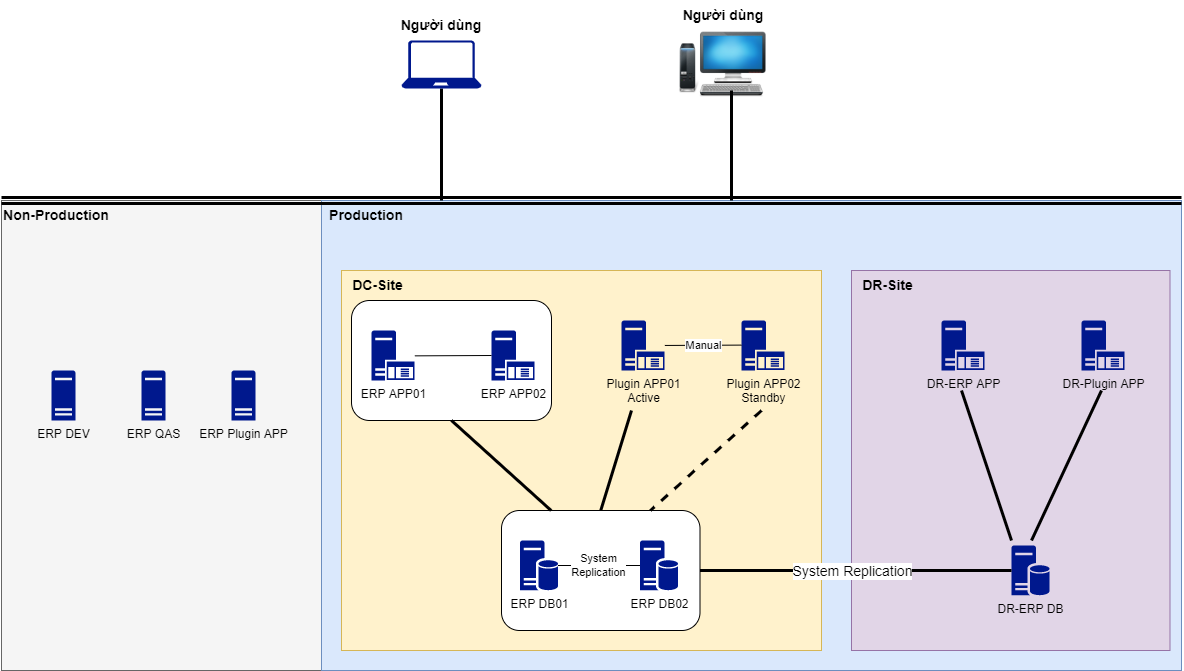 Người dùng
Người dùng
Non-Production
Production
DC-Site
DR-Site
ERP APP01
ERP APP02
Manual
Plugin APP01
Active
Plugin APP02
Standby
DR-ERP APP
DR-Plugin APP
ERP DEV
ERP QAS
ERP Plugin APP
System
Replication
ERP DB01
ERP DB02
System Replication
DR-ERP DB